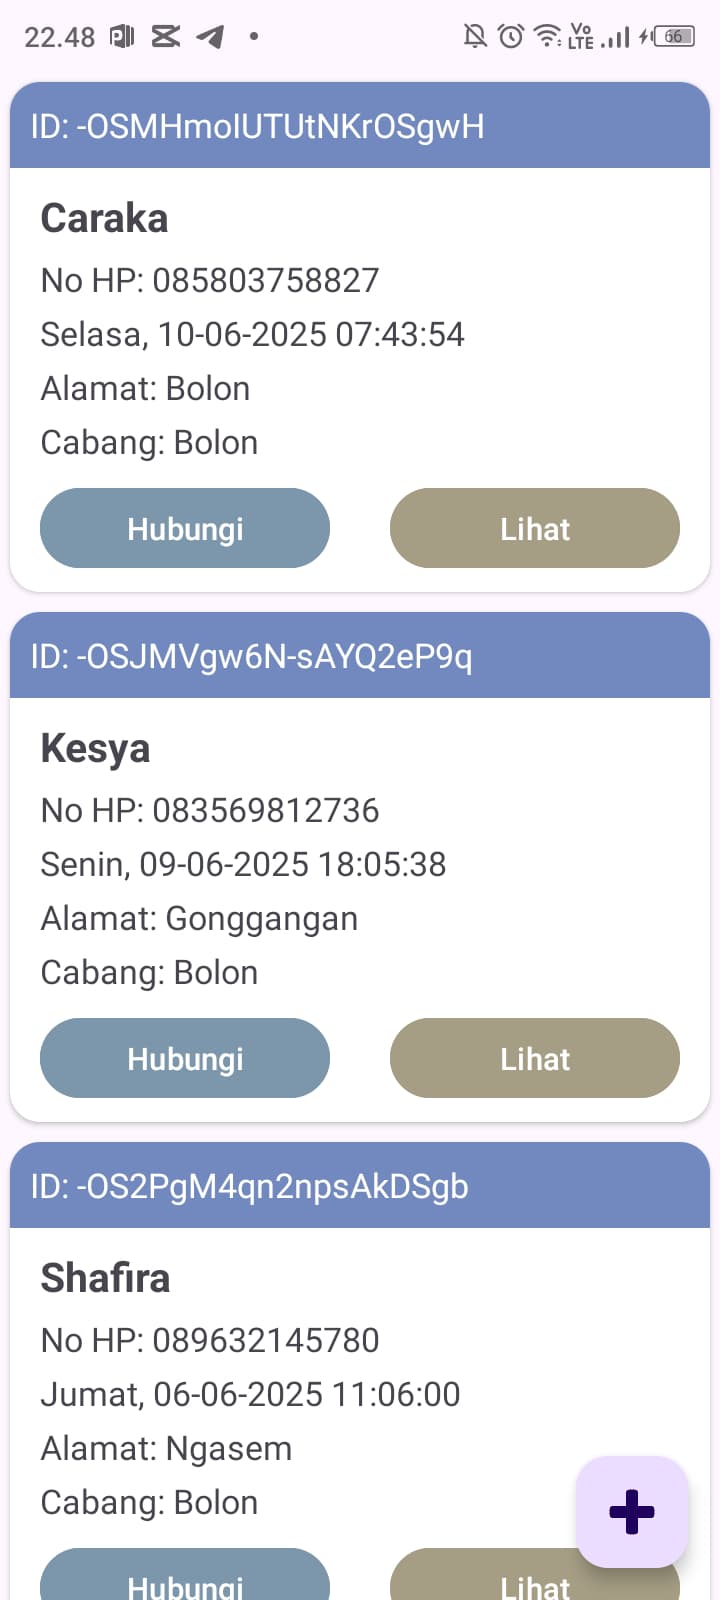 22.48
Vo
LTE
66
ID: -OSMHmoIUTUtNKrOSgwH
Caraka
No HP: 085803758827
Selasa, 10-06-2025 07:43:54
Alamat: Bolon
Cabang: Bolon
Hubungi
Lihat
ID: -OSJMVgw6N-sAYQ2eP9q
Kesya
No HP: 083569812736
Senin, 09-06-2025 18:05:38
Alamat: Gonggangan
Cabang: Bolon
Hubungi
Lihat
ID: -OS2PgM4qn2npsAkDSgb
Shafira
No HP: 089632145780
Jumat, 06-06-2025 11:06:00
Alamat: Ngasem
Cabang: Bolon
Hubungi
Lihat